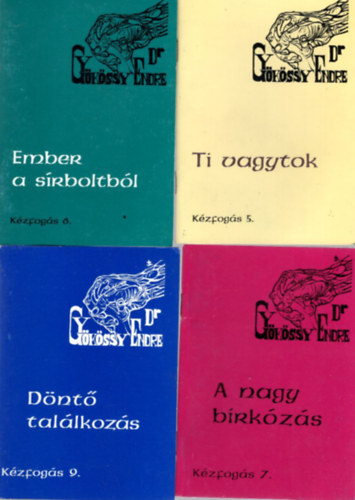 Dr
Gyökössy Endre
Ember
a sírboltból
Kézfogás 6.
Dr
Gyökössy Endre
Ti vagytok
Kézfogás 5.
Dr
Gyökössy Endre
Döntő
találkozás
Kézfogás 9.
Dr
Gyökössy Endre
A nagy
birkózás
Kézfogás 7.